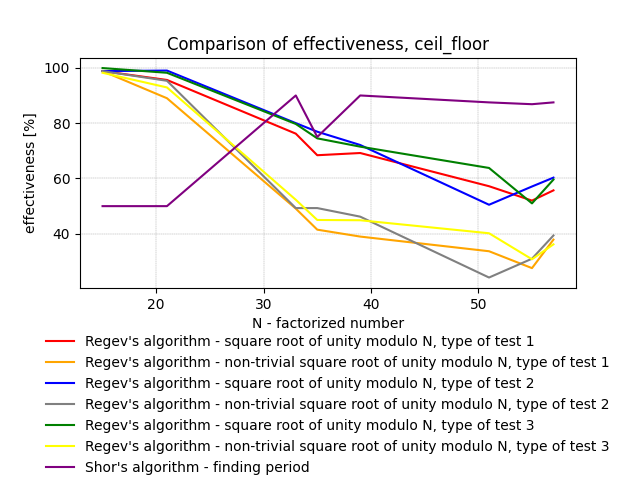 Comparison of effectiveness, ceil_floor
100
80
60
40
effectiveness [%]
20 30 40 50
N - factorized number
Regev's algorithm - square root of unity modulo N, type of test 1
Regev's algorithm - non-trivial square root of unity modulo N, type of test 1
Regev's algorithm - square root of unity modulo N, type of test 2
Regev's algorithm - non-trivial square root of unity modulo N, type of test 2
Regev's algorithm - square root of unity modulo N, type of test 3
Regev's algorithm - non-trivial square root of unity modulo N, type of test 3
Shor's algorithm - finding period